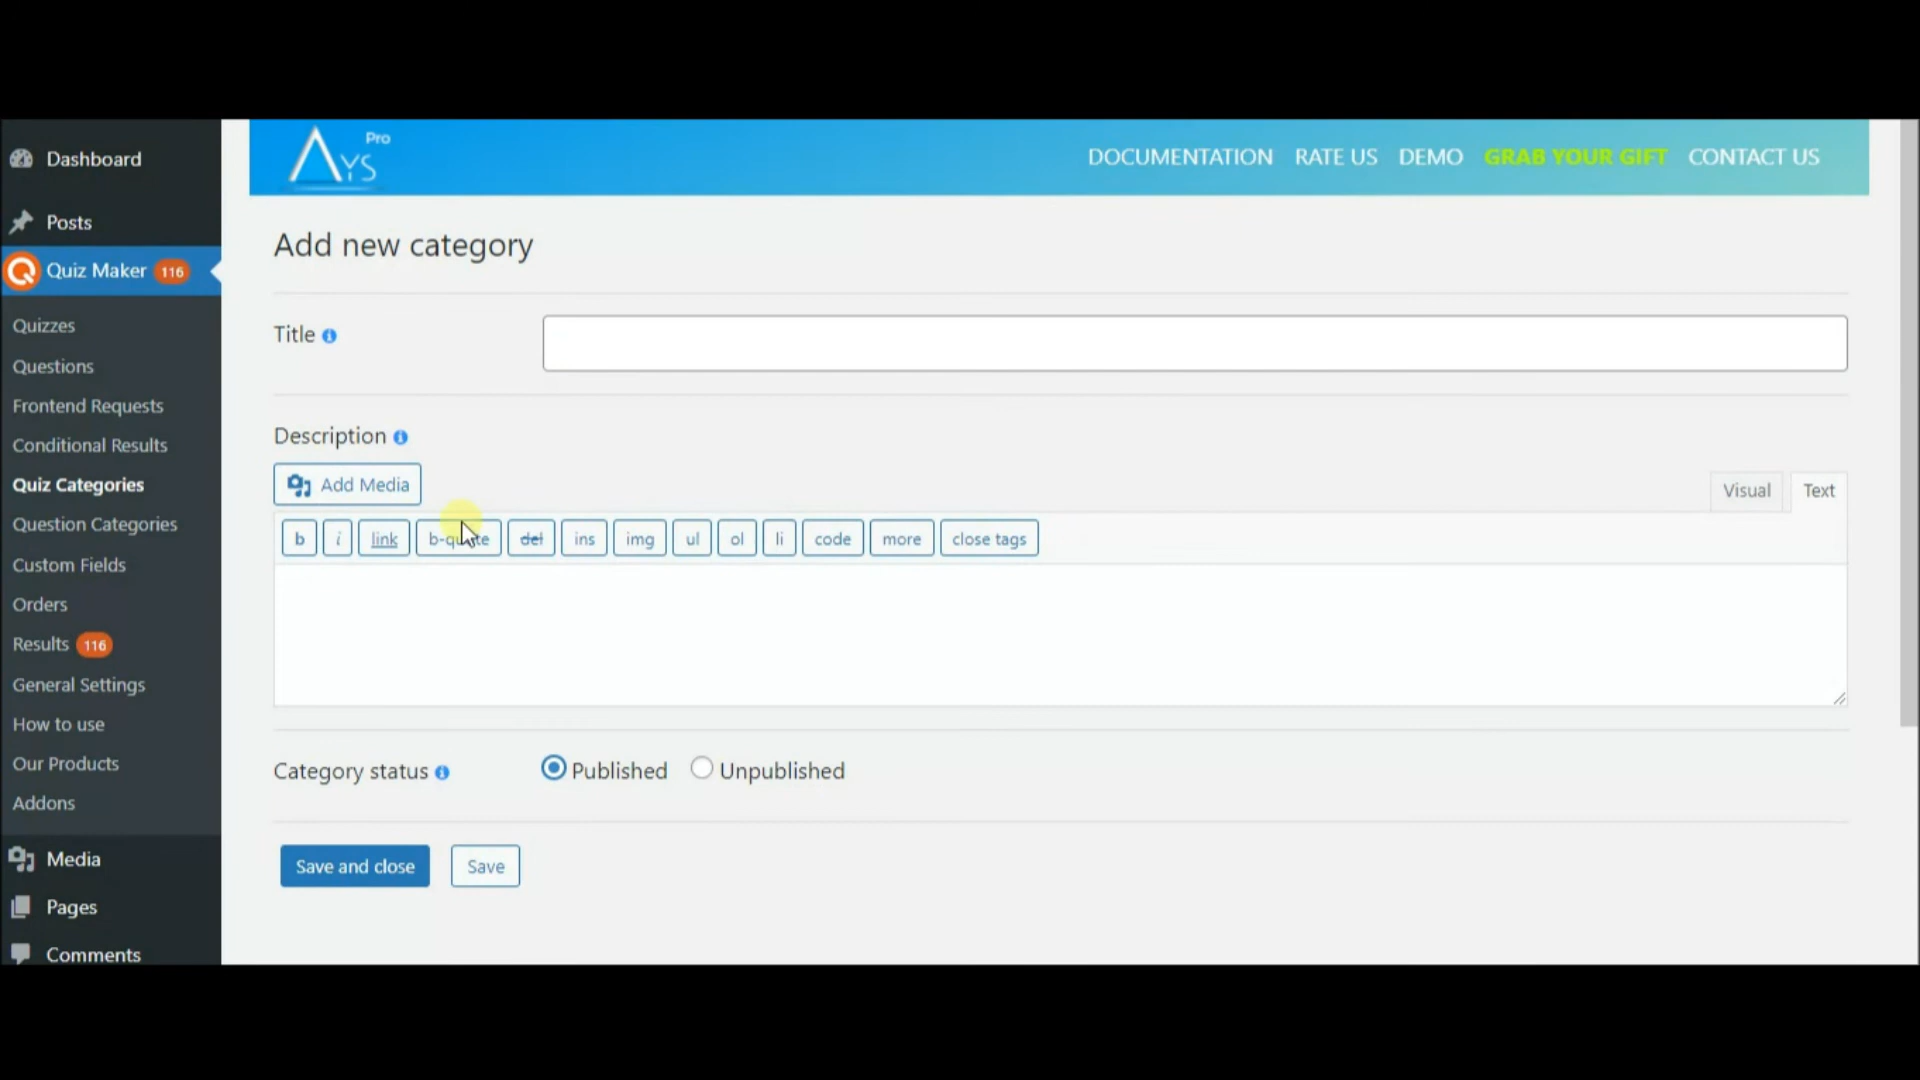 Dashboard
Posts
Quiz Maker 116
Quizzes
Questions
Frontend Requests
Conditional Results
Quiz Categories
Question Categories
Custom Fields
Orders
Results 116
General Settings
How to use
Our Products
Addons
Media
Pages
Comments
AYS Pro
DOCUMENTATION RATE US DEMO GRAB YOUR GIFT CONTACT US
Add new category
Title
Description
Add Media
Visual Text
b i link b-quote del ins img ul ol li code more close tags
Category status Published Unpublished
Save and close Save